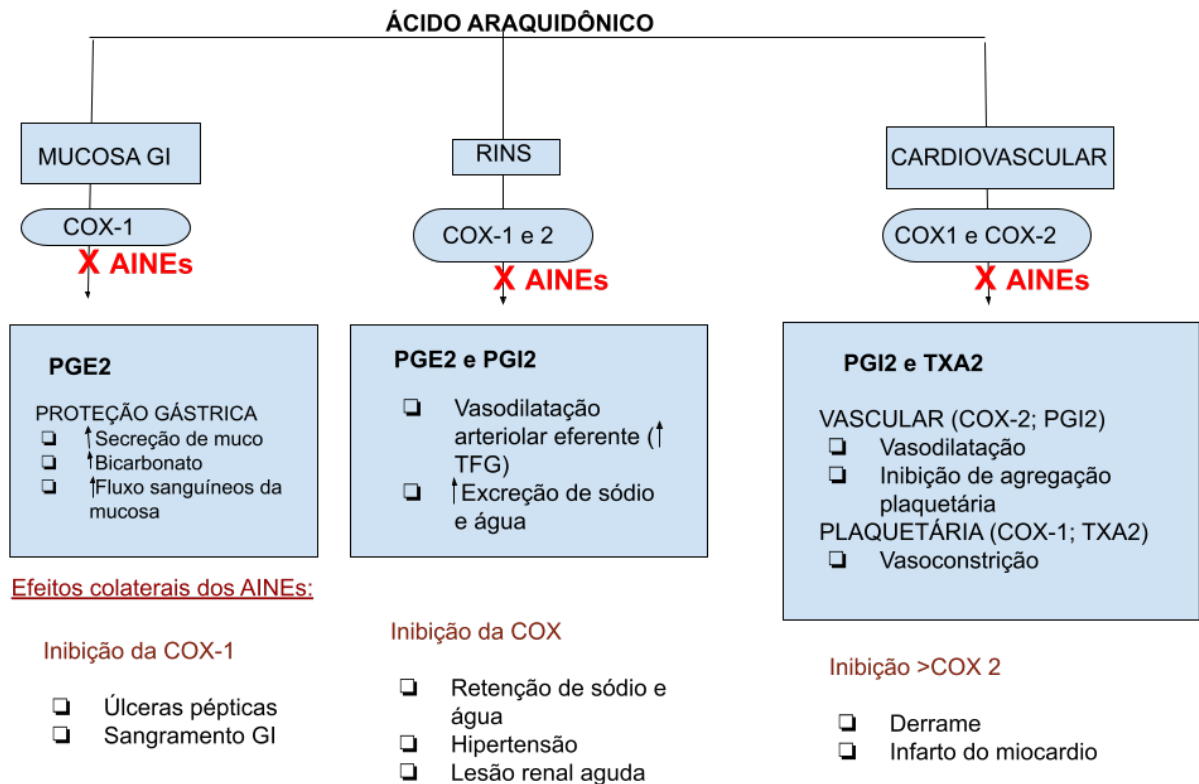 ÁCIDO ARAQUIDÔNICO
MUCOSA GI
COX-1
X AINEs
PGE2
PROTEÇÃO GÁSTRICA
❏ ↑Secreção de muco
❏ ↑Bicarbonato
❏ ↑Fluxo sanguíneos da
mucosa
RINS
COX-1 e 2
X AINEs
PGE2 e PGI2
❏ Vasodilatação
arteriolar eferente (↑
TFG)
❏ ↑Excreção de sódio
e água
CARDIOVASCULAR
COX1 e COX-2
X AINEs
PGI2 e TXA2
VASCULAR (COX-2; PGI2)
❏ Vasodilatação
❏ Inibição de agregação
plaquetária
PLAQUETÁRIA (COX-1; TXA2)
❏ Vasoconstrição
Efeitos colaterais dos AINEs:
Inibição da COX-1
❏ Úlceras pépticas
❏ Sangramento GI
Inibição da COX
❏ Retenção de sódio e
água
❏ Hipertensão
❏ Lesão renal aguda
Inibição >COX 2
❏ Derrame
❏ Infarto do miocardio